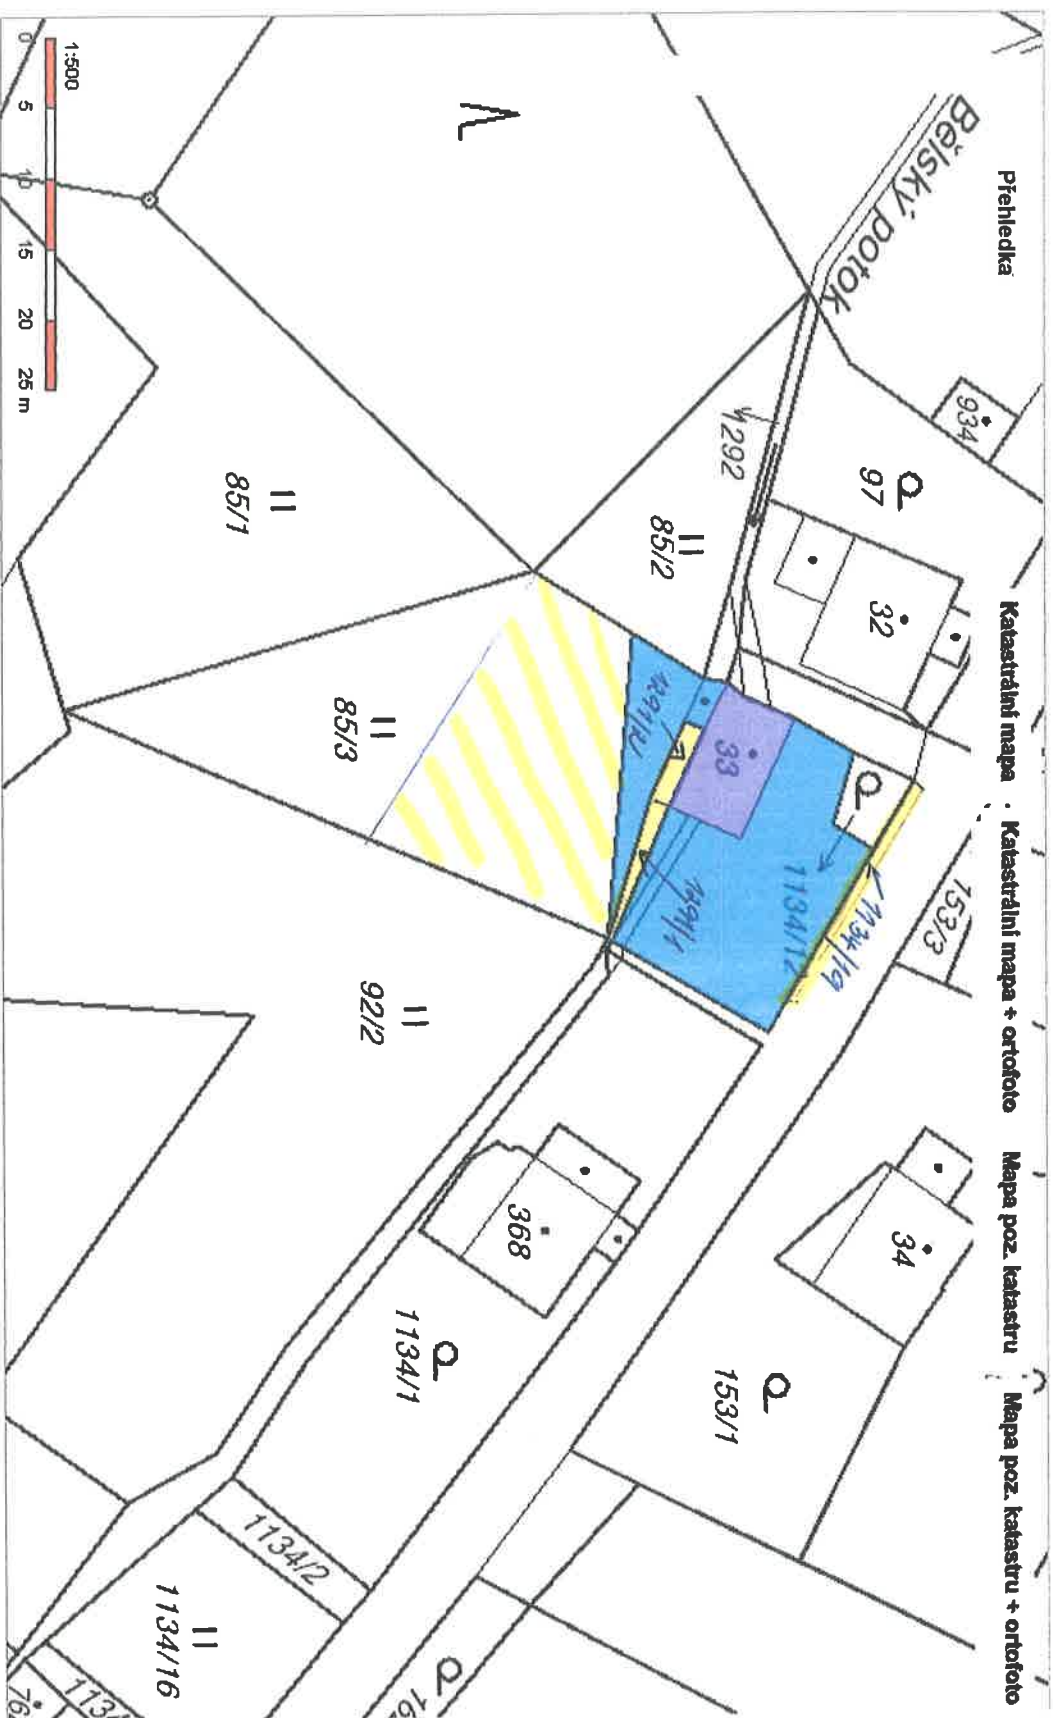 Přehledka
Katastrální mapa
Katastrální mapa + ortofoto
Mapa poz. katastru
Mapa poz. katastru + ortofoto
Bělský potok
934
97
32
292
85/2
33
1134/12
1134/19
153/3
1291/1
85/1
85/3
92/2
34
368
153/1
1134/1
1134/2
1134/16
1:500
0 5 10 15 20 25 m